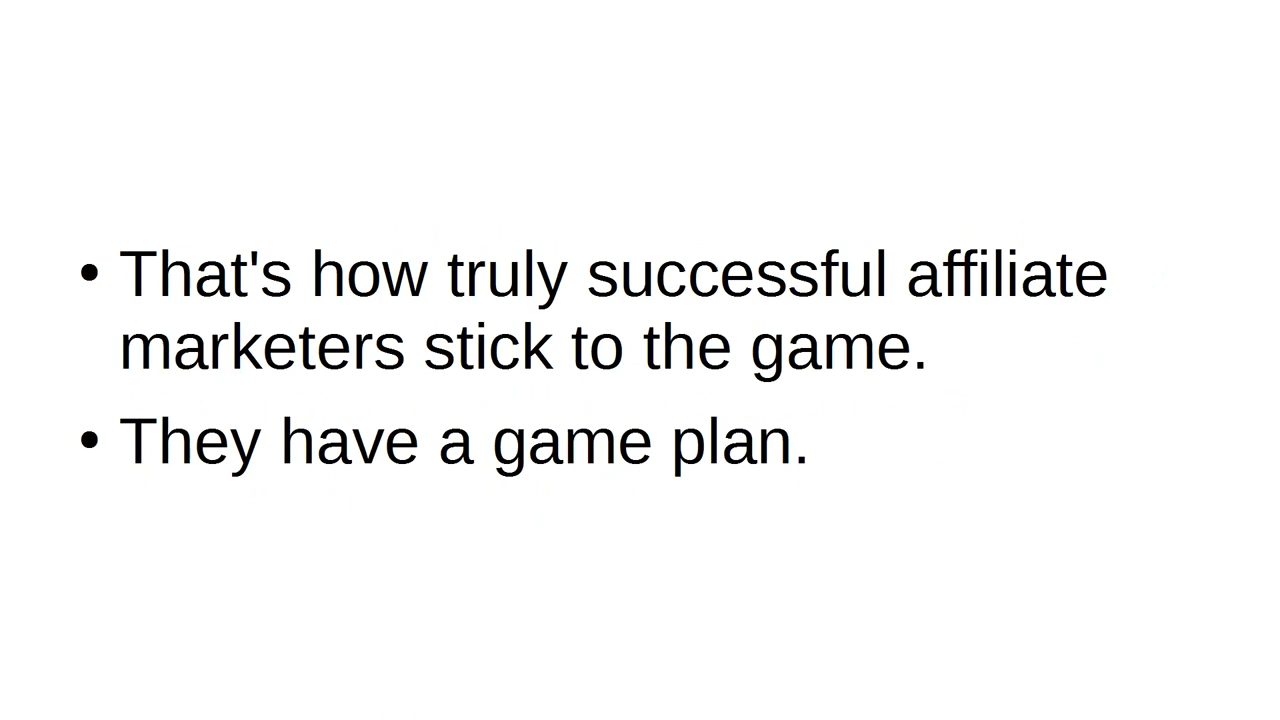 • That's how truly successful affiliate
marketers stick to the game.
• They have a game plan.